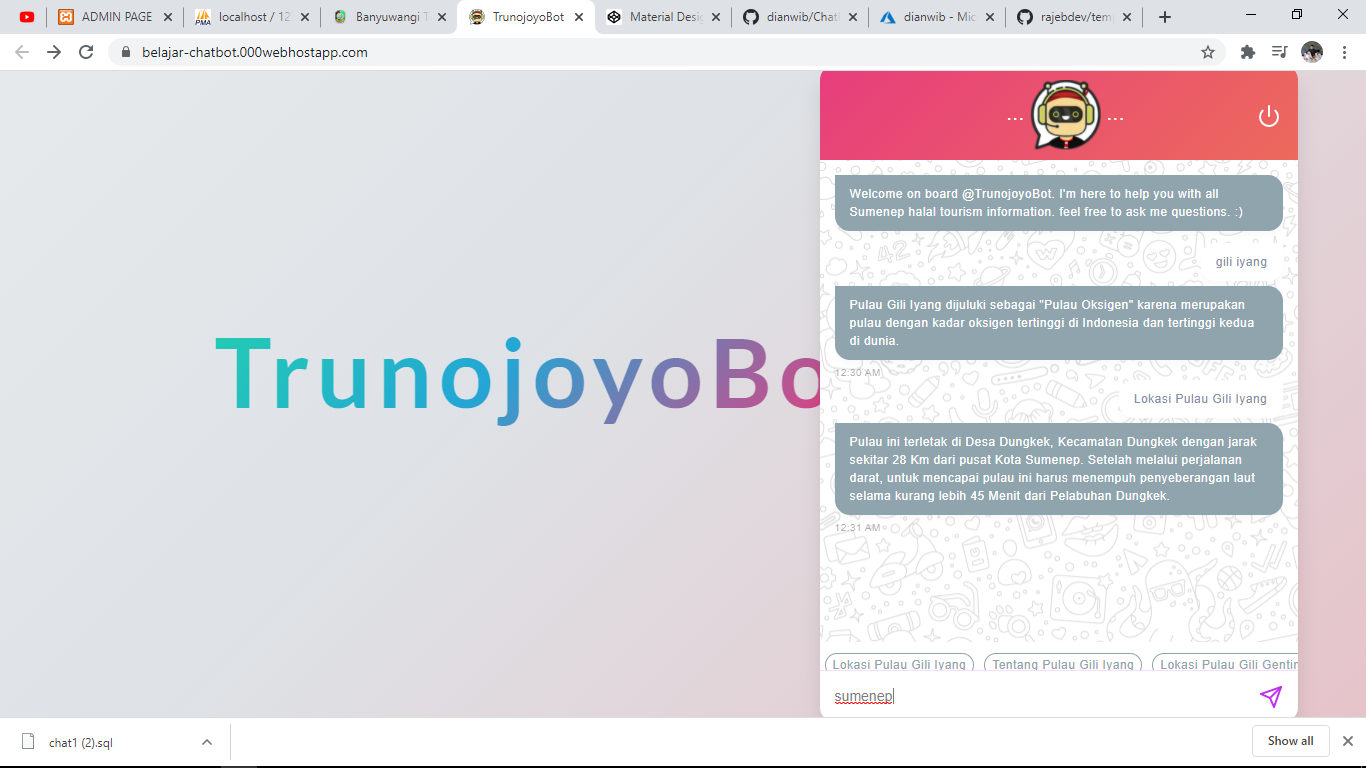 ADMIN PAGE
localhost / 12
Banyuwangi T
TrunojoyoBot
Material Desig
dianwib/Chat
dianwib - Mic
rajebdev/tem
belajar-chatbot.000webhostapp.com
... ...
Welcome on board @TrunojoyoBot. I'm here to help you with all
Sumenep halal tourism information. feel free to ask me questions. :)
gili iyang
Pulau Gili Iyang dijuluki sebagai "Pulau Oksigen" karena merupakan
pulau dengan kadar oksigen tertinggi di Indonesia dan tertinggi kedua
di dunia.
12:30 AM
Lokasi Pulau Gili Iyang
Pulau ini terletak di Desa Dungkek, Kecamatan Dungkek dengan jarak
sekitar 28 Km dari pusat Kota Sumenep. Setelah melalui perjalanan
darat, untuk mencapai pulau ini harus menempuh penyeberangan laut
selama kurang lebih 45 Menit dari Pelabuhan Dungkek.
12:31 AM
TrunojoyoBo
Lokasi Pulau Gili Iyang
Tentang Pulau Gili Iyang
Lokasi Pulau Gili Gentin
sumenep
chat1 (2).sql
Show all